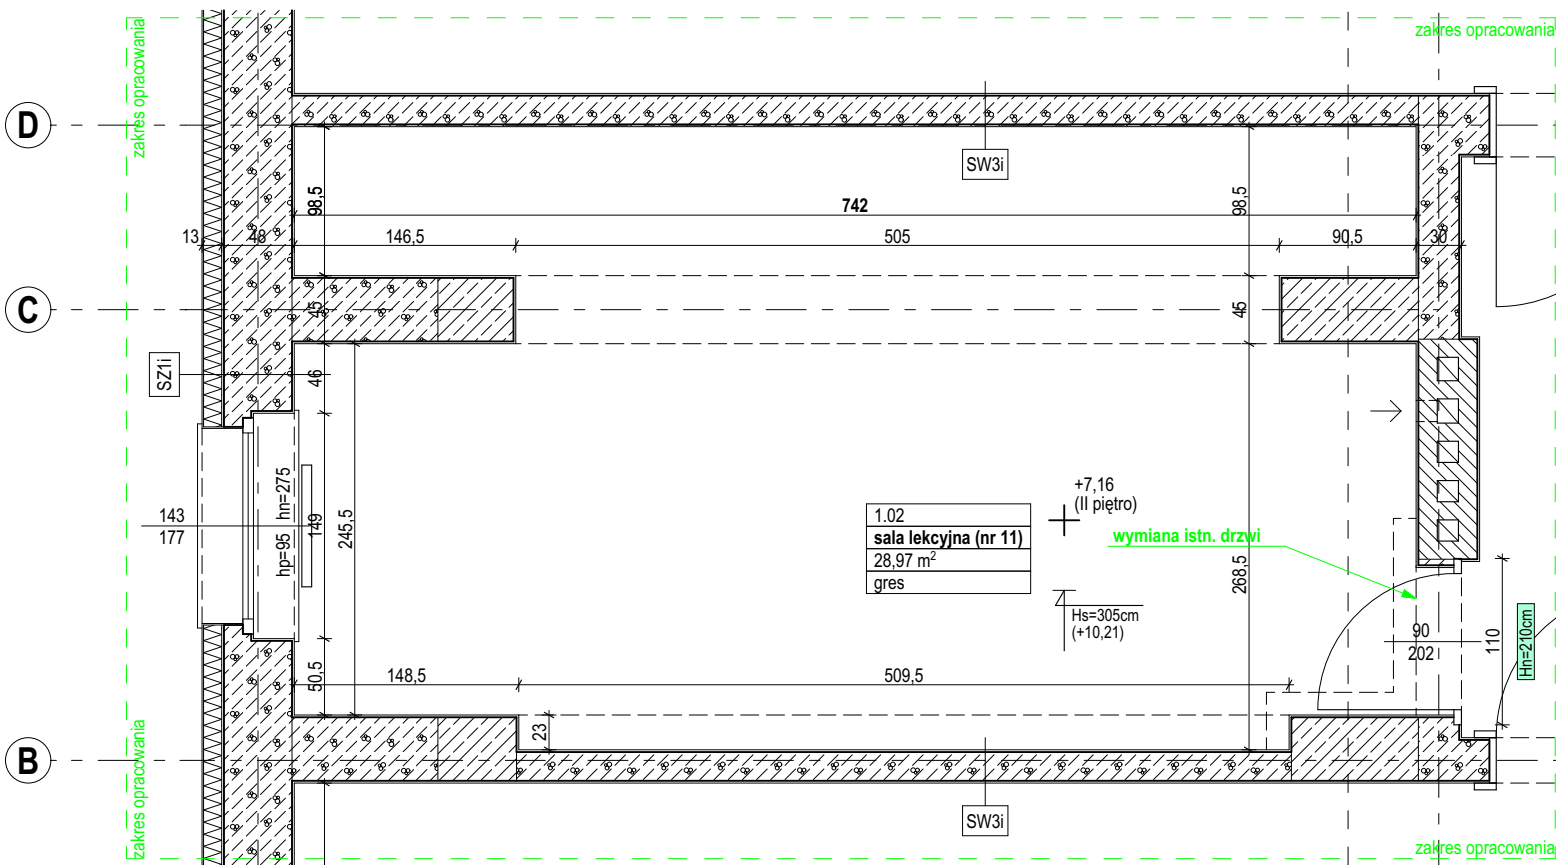 zakres opracowania
zakres opracowania
D
SW3i
98,5
98,5
742
13
48
146,5
505
90,5
30
C
45
45
SZ1i
46
143
177
hp=95 hn=275
149
245,5
1.02
sala lekcyjna (nr 11)
28,97 m²
gres
+7,16
(II piętro)
wymiana istn. drzwi
Hs=305cm
(+10,21)
268,5
90
202
110
Hn=210cm
50,5
148,5
509,5
23
B
zakres opracowania
SW3i
zakres opracowania